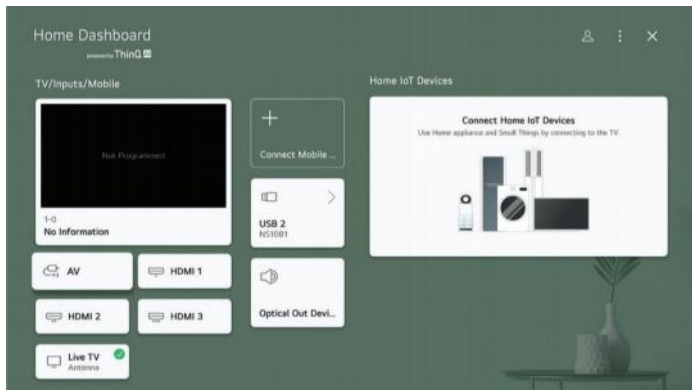 Home Dashboard
powered by ThinQ AI
TV/Inputs/Mobile
Not Programmed
1-0
No Information
AV
HDMI 1
HDMI 2
HDMI 3
Live TV
Antenna
Connect Mobile ...
USB 2
NS1081
Optical Out Devi...
Home IoT Devices
Connect Home IoT Devices
Use Home appliance and Small Things by connecting to the TV.